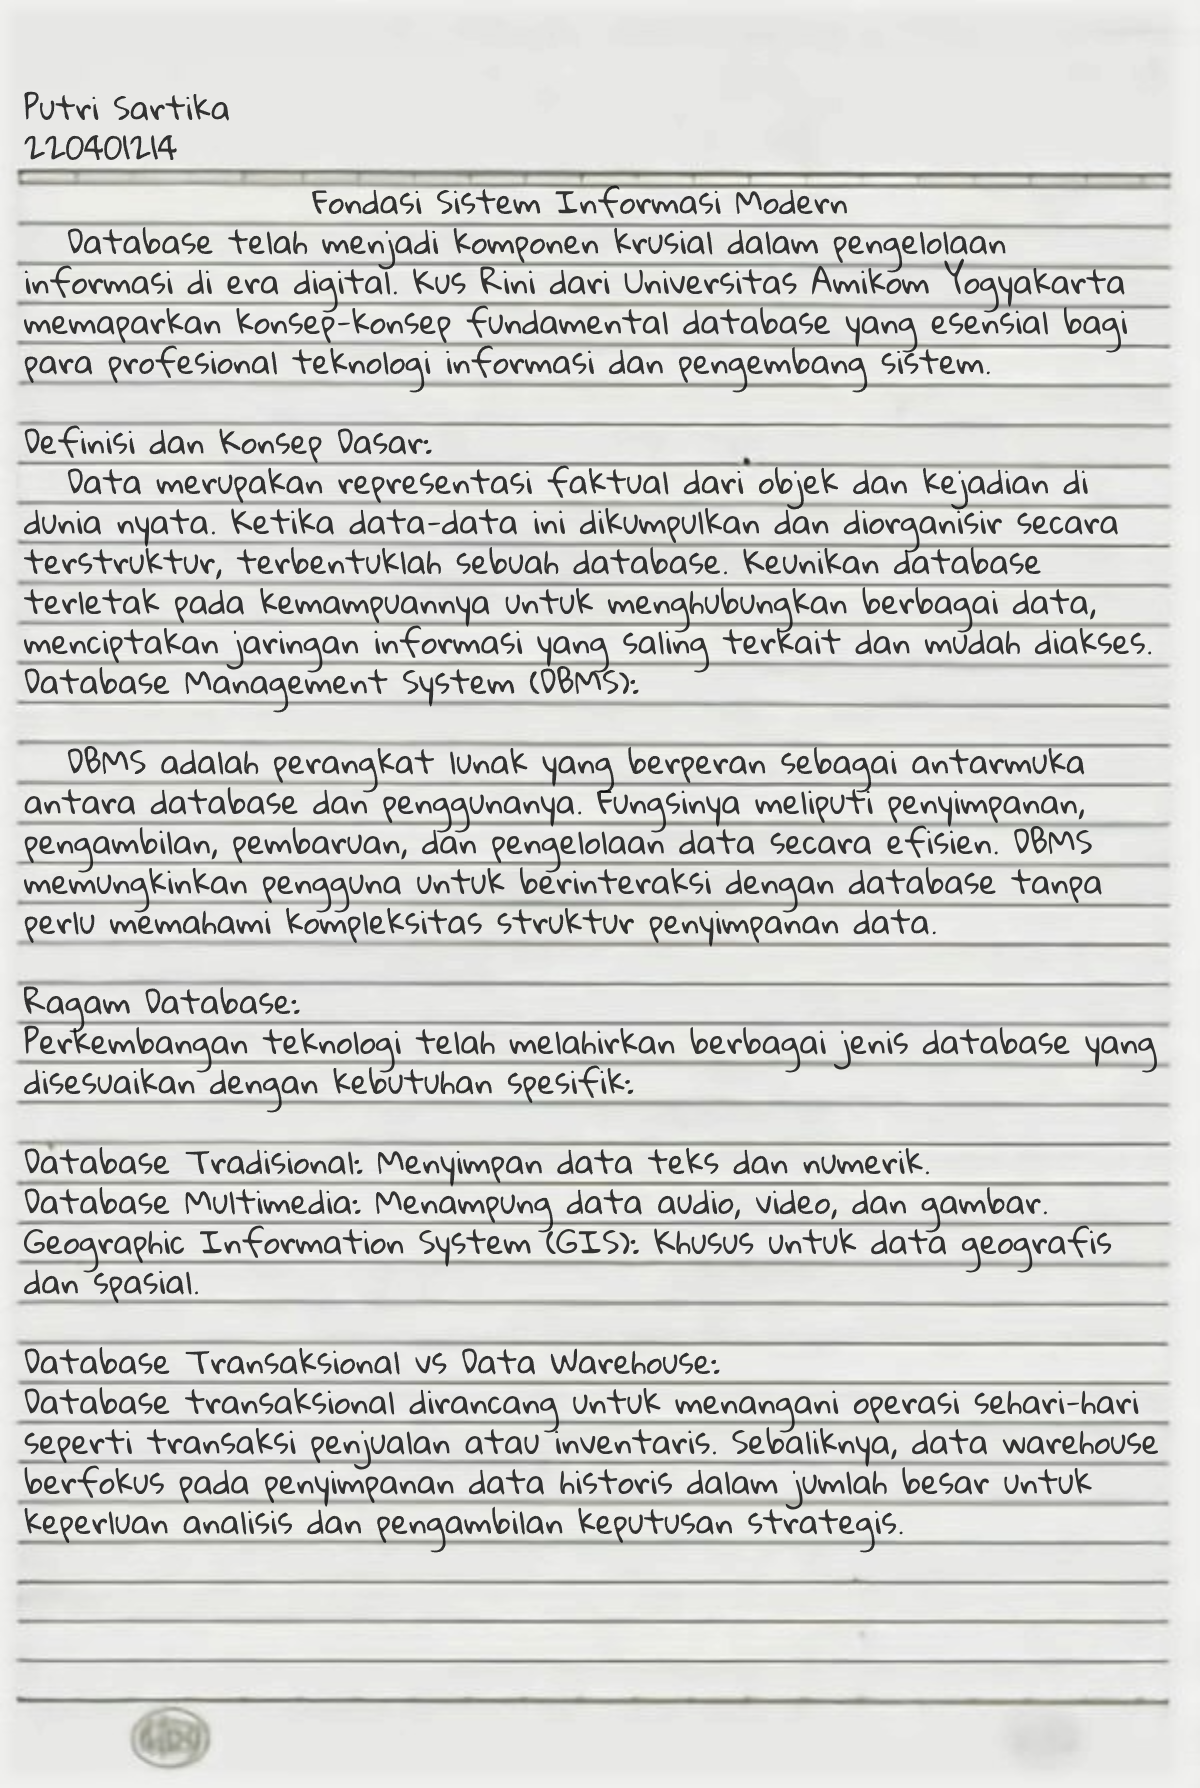 Putri Sartika
220401214
Fondasi Sistem Informasi Modern
Database telah menjadi komponen krusial dalam pengelolaan
informasi di era digital. Kus Rini dari Universitas Amikom Yogyakarta
memaparkan konsep-konsep fundamental database yang esensial bagi
para profesional teknologi informasi dan pengembang sistem.
Definisi dan Konsep Dasar:
Data merupakan representasi faktual dari objek dan kejadian di
dunia nyata. Ketika data-data ini dikumpulkan dan diorganisir secara
terstruktur, terbentuklah sebuah database. Keunikan database
terletak pada kemampuannya untuk menghubungkan berbagai data,
menciptakan jaringan informasi yang saling terkait dan mudah diakses.
Database Management System (DBMS):
DBMS adalah perangkat lunak yang berperan sebagai antarmuka
antara database dan penggunanya. Fungsinya meliputi penyimpanan,
pengambilan, pembaruan, dan pengelolaan data secara efisien. DBMS
memungkinkan pengguna untuk berinteraksi dengan database tanpa
perlu memahami kompleksitas struktur penyimpanan data.
Ragam Database:
Perkembangan teknologi telah melahirkan berbagai jenis database yang
disesuaikan dengan kebutuhan spesifik:
Database Tradisional: Menyimpan data teks dan numerik.
Database Multimedia: Menampung data audio, video, dan gambar.
Geographic Information System (GIS): Khusus untuk data geografis
dan spasial.
Database Transaksional vs Data Warehouse:
Database transaksional dirancang untuk menangani operasi sehari-hari
seperti transaksi penjualan atau inventaris. Sebaliknya, data warehouse
berfokus pada penyimpanan data historis dalam jumlah besar untuk
keperluan analisis dan pengambilan keputusan strategis.